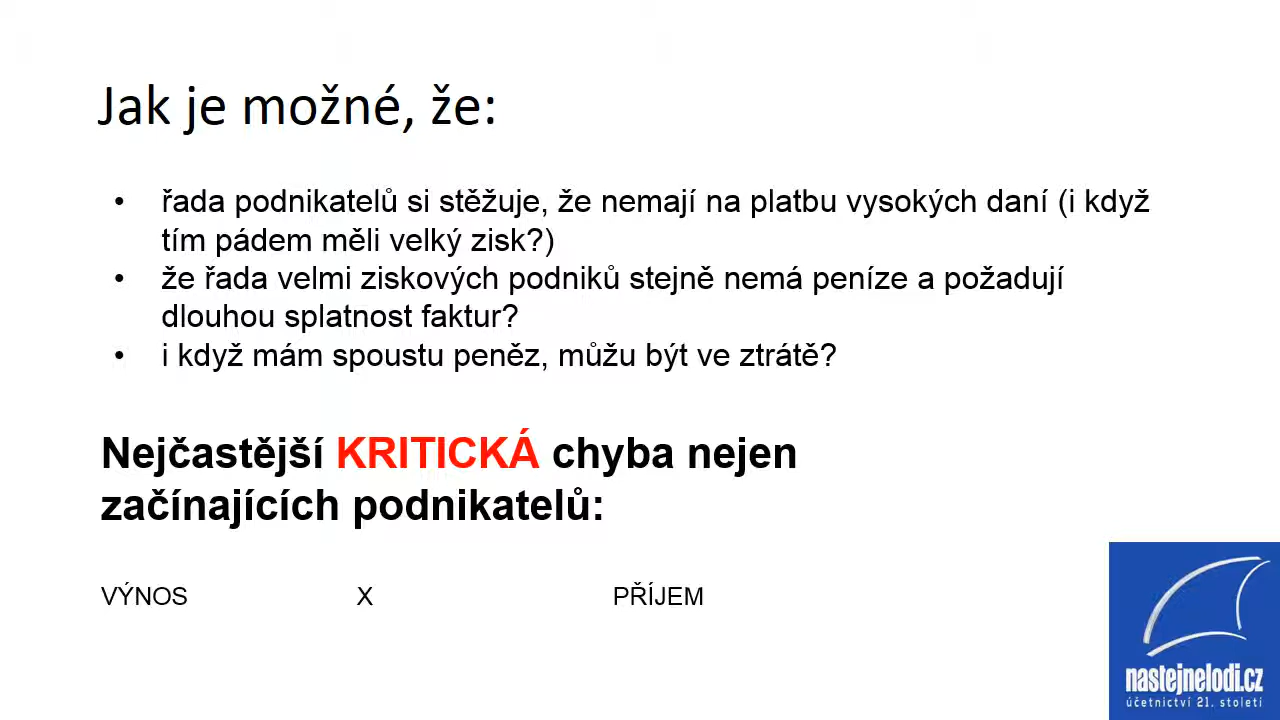 Jak je možné, že:
• řada podnikatelů si stěžuje, že nemají na platbu vysokých daní (i když
tím pádem měli velký zisk?)
• že řada velmi ziskových podniků stejně nemá peníze a požadují
dlouhou splatnost faktur?
• i když mám spoustu peněz, můžu být ve ztrátě?
Nejčastější KRITICKÁ chyba nejen
začínajících podnikatelů:
VÝNOS X PŘÍJEM
nastejnelodi.cz
účetnictví 21. století